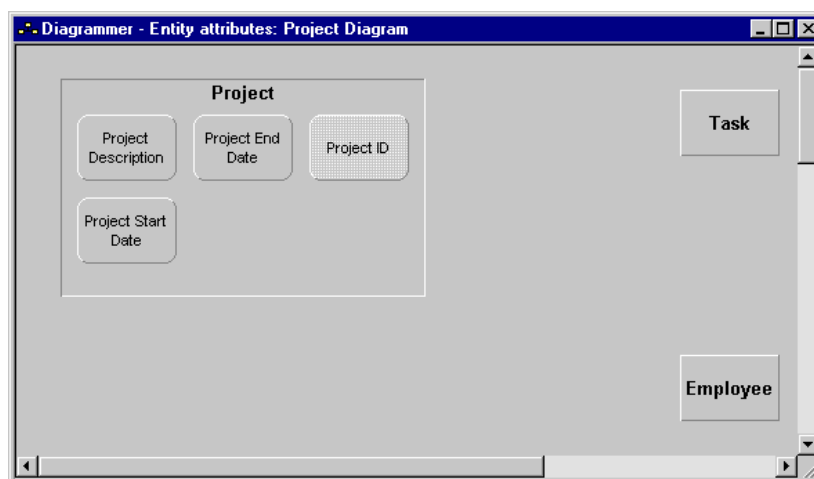 Diagrammer - Entity attributes: Project Diagram
Project
Project
Description
Project End
Date
Project ID
Project Start
Date
Task
Employee